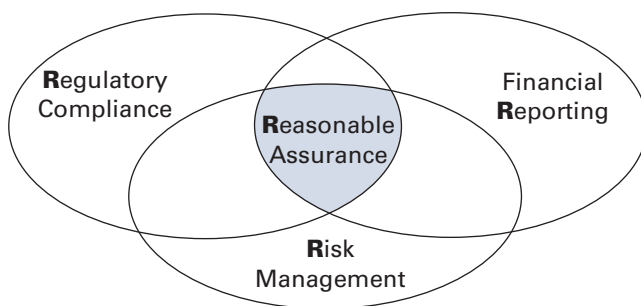 Regulatory
Compliance
Financial
Reporting
Reasonable
Assurance
Risk
Management